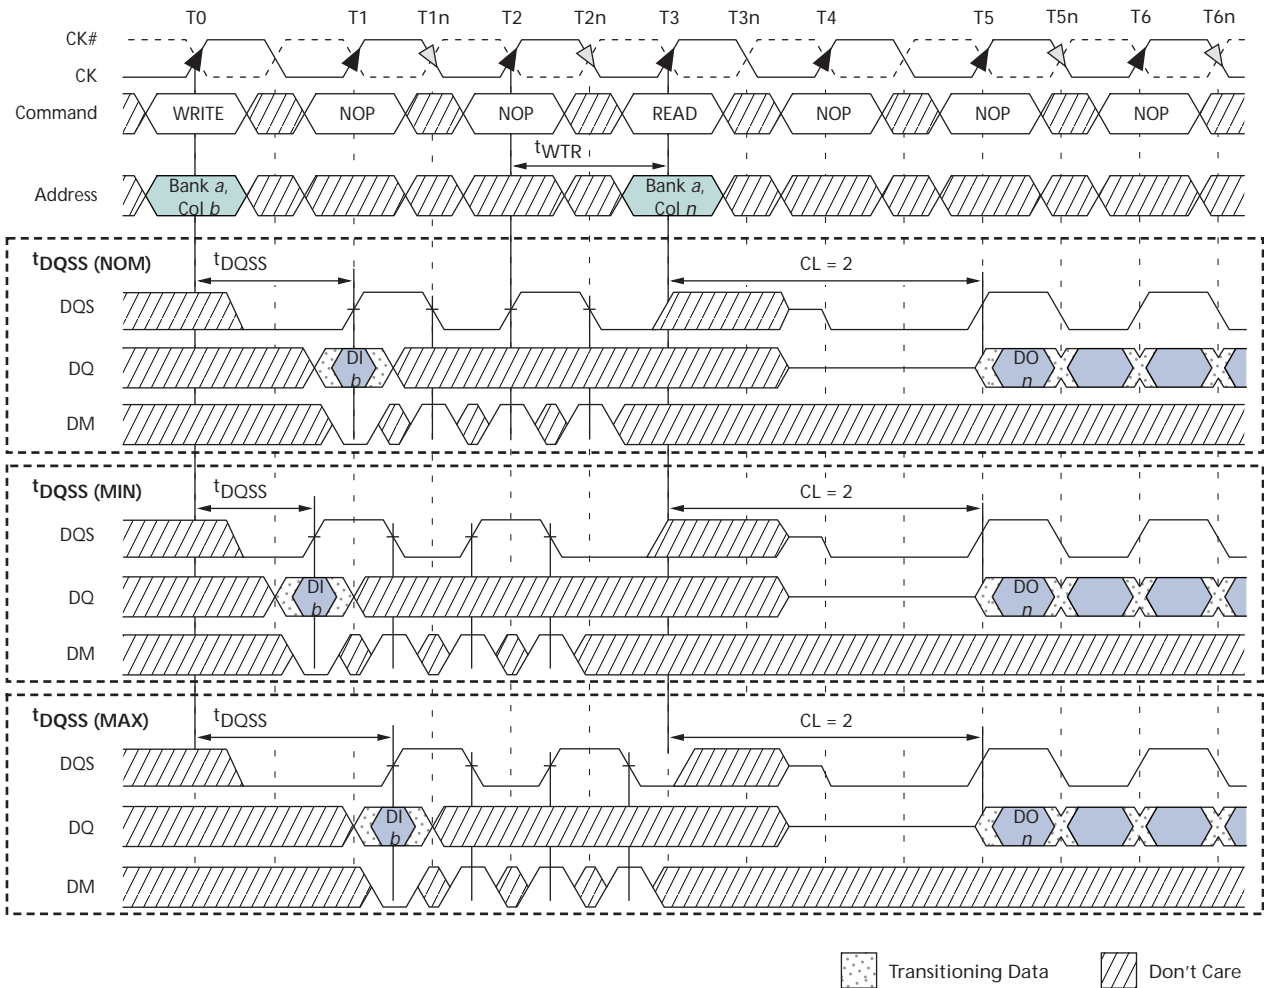 T0 T1 T1n T2 T2n T3 T3n T4 T5 T5n T6 T6n
CK#
CK
Command WRITE NOP NOP READ NOP NOP NOP
tWTR
Address Bank a, Col b Bank a, Col n
tDQSS (NOM) tDQSS CL = 2
DQS
DQ DI b DO n
DM
tDQSS (MIN) tDQSS CL = 2
DQS
DQ DI b DO n
DM
tDQSS (MAX) tDQSS CL = 2
DQS
DQ DI b DO n
DM
Transitioning Data Don't Care